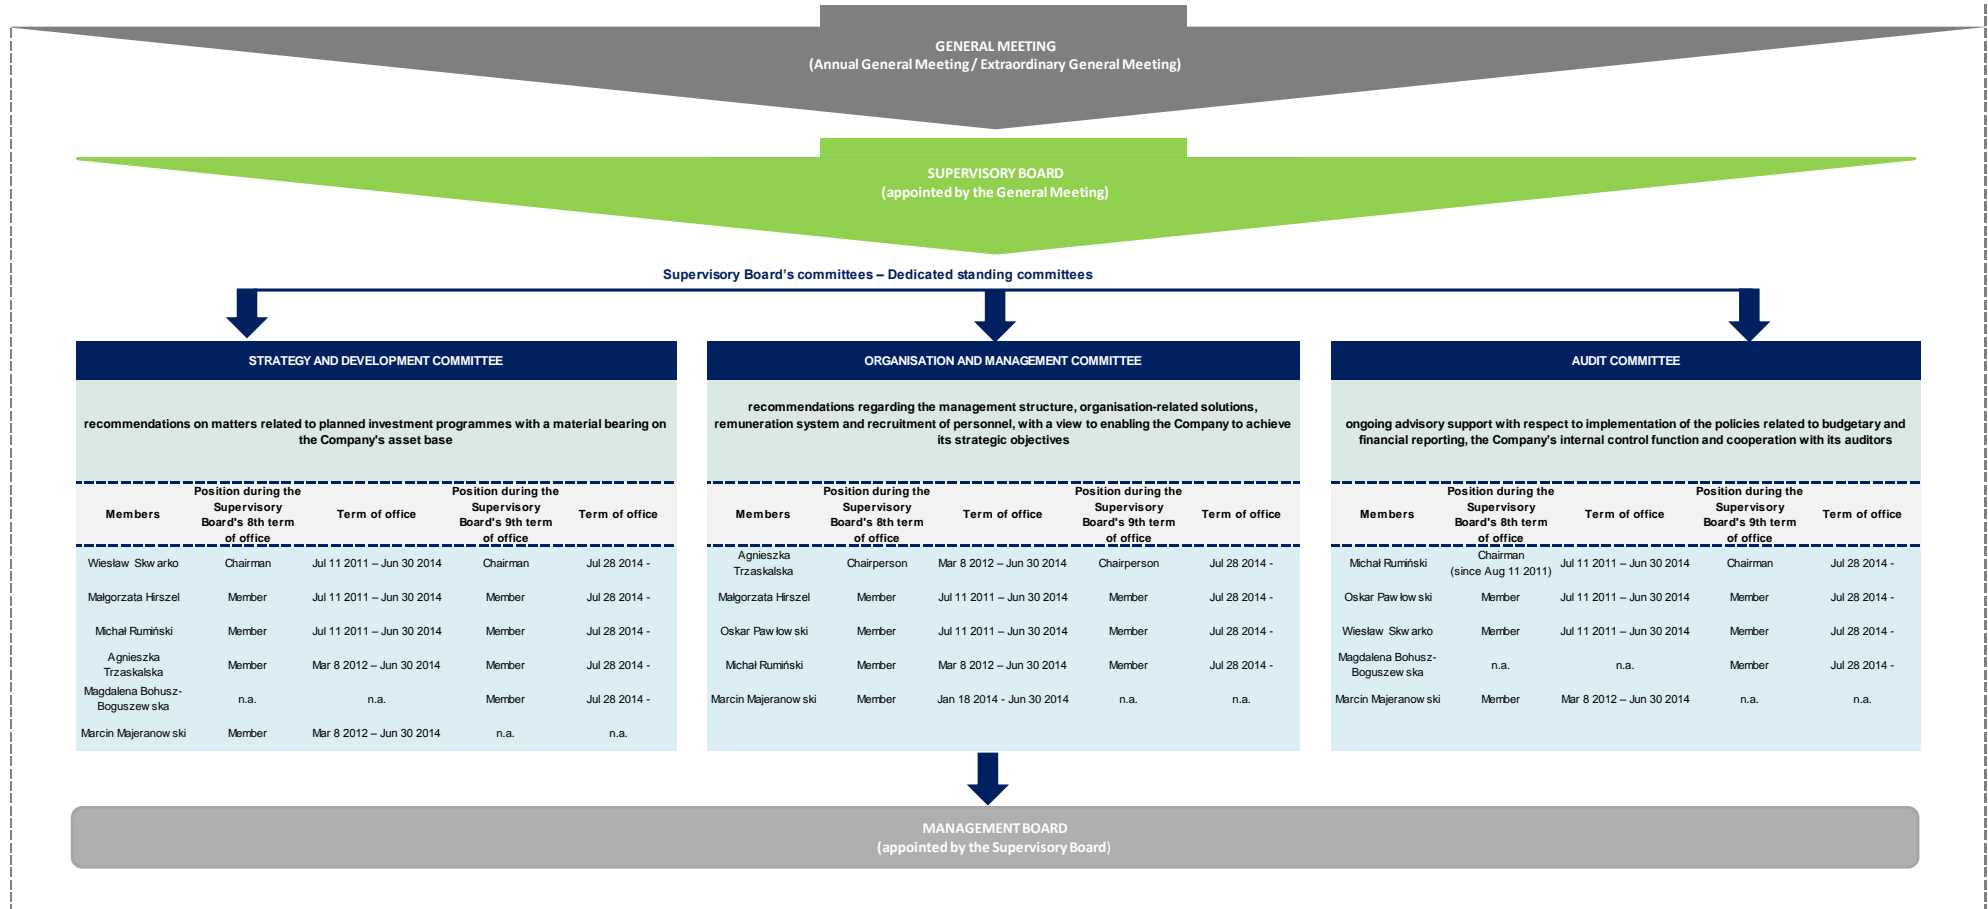 GENERAL MEETING
(Annual General Meeting / Extraordinary General Meeting)
SUPERVISORY BOARD
(appointed by the General Meeting)
Supervisory Board's committees – Dedicated standing committees
STRATEGY AND DEVELOPMENT COMMITTEE
recommendations on matters related to planned investment programmes with a material bearing on
the Company's asset base
Members
Position during the
Supervisory
Board's 8th term
of office
Term of office
Position during the
Supervisory
Board's 9th term
of office
Term of office
Wiesław Skwarko Chairman Jul 11 2011 – Jun 30 2014 Chairman Jul 28 2014 -
Małgorzata Hirszel Member Jul 11 2011 – Jun 30 2014 Member Jul 28 2014 -
Michał Rumiński Member Jul 11 2011 – Jun 30 2014 Member Jul 28 2014 -
Agnieszka
Trzaskalska Member Mar 8 2012 – Jun 30 2014 Member Jul 28 2014 -
Magdalena Bohusz-
Boguszewska n.a. n.a. Member Jul 28 2014 -
Marcin Majeranowski Member Mar 8 2012 – Jun 30 2014 n.a. n.a.
ORGANISATION AND MANAGEMENT COMMITTEE
recommendations regarding the management structure, organisation-related solutions,
remuneration system and recruitment of personnel, with a view to enabling the Company to achieve
its strategic objectives
Members
Position during the
Supervisory
Board's 8th term
of office
Term of office
Position during the
Supervisory
Board's 9th term
of office
Term of office
Agnieszka
Trzaskalska Chairperson Mar 8 2012 – Jun 30 2014 Chairperson Jul 28 2014 -
Małgorzata Hirszel Member Jul 11 2011 – Jun 30 2014 Member Jul 28 2014 -
Oskar Pawłowski Member Jul 11 2011 – Jun 30 2014 Member Jul 28 2014 -
Michał Rumiński Member Mar 8 2012 – Jun 30 2014 Member Jul 28 2014 -
Marcin Majeranowski Member Jan 18 2014 - Jun 30 2014 n.a. n.a.
AUDIT COMMITTEE
ongoing advisory support with respect to implementation of the policies related to budgetary and
financial reporting, the Company's internal control function and cooperation with its auditors
Members
Position during the
Supervisory
Board's 8th term
of office
Term of office
Position during the
Supervisory
Board's 9th term
of office
Term of office
Michał Rumiński Chairman
(since Aug 11 2011) Jul 11 2011 – Jun 30 2014 Chairman Jul 28 2014 -
Oskar Pawłowski Member Jul 11 2011 – Jun 30 2014 Member Jul 28 2014 -
Wiesław Skwarko Member Jul 11 2011 – Jun 30 2014 Member Jul 28 2014 -
Magdalena Bohusz-
Boguszewska n.a. n.a. Member Jul 28 2014 -
Marcin Majeranowski Member Mar 8 2012 – Jun 30 2014 n.a. n.a.
MANAGEMENT BOARD
(appointed by the Supervisory Board)